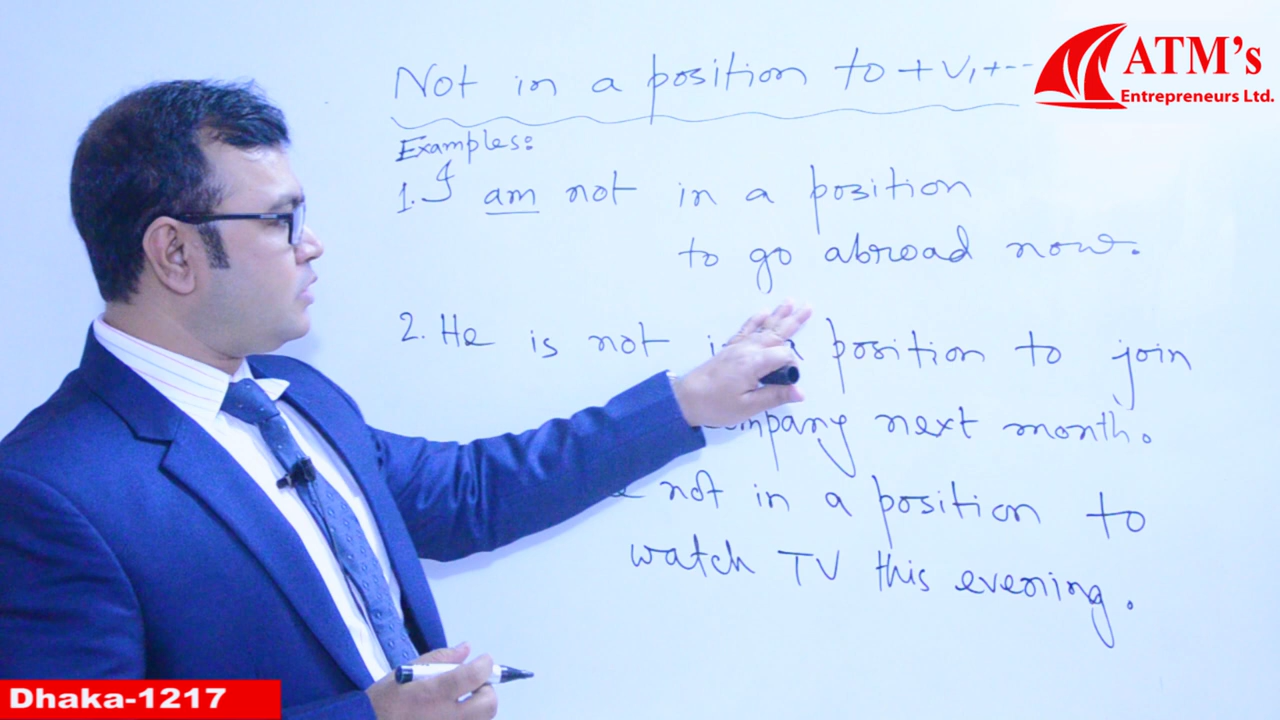 Not in a position to + V1 + ---
ATM's
Entrepreneurs Ltd.
Examples:
1. I am not in a position
to go abroad now.
2. He is not a position to join
company next month.
not in a position to
watch TV this evening.
Dhaka-1217